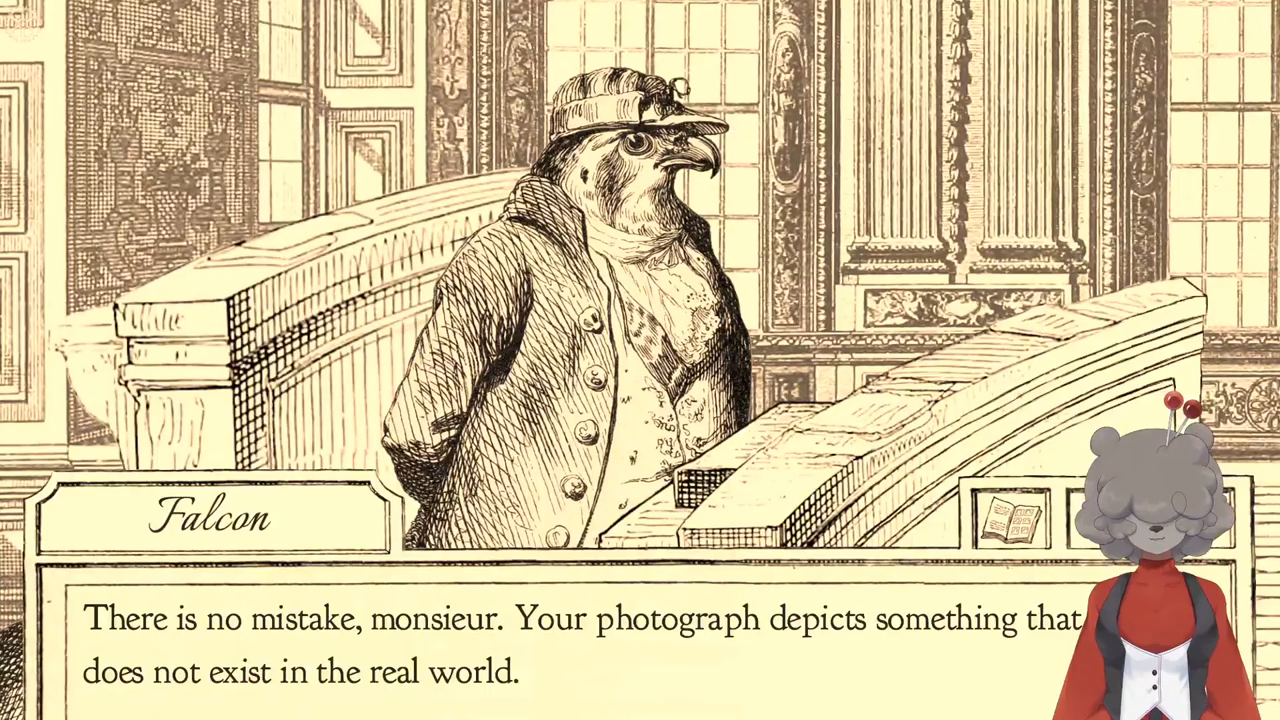 Falcon
There is no mistake, monsieur. Your photograph depicts something that
does not exist in the real world.